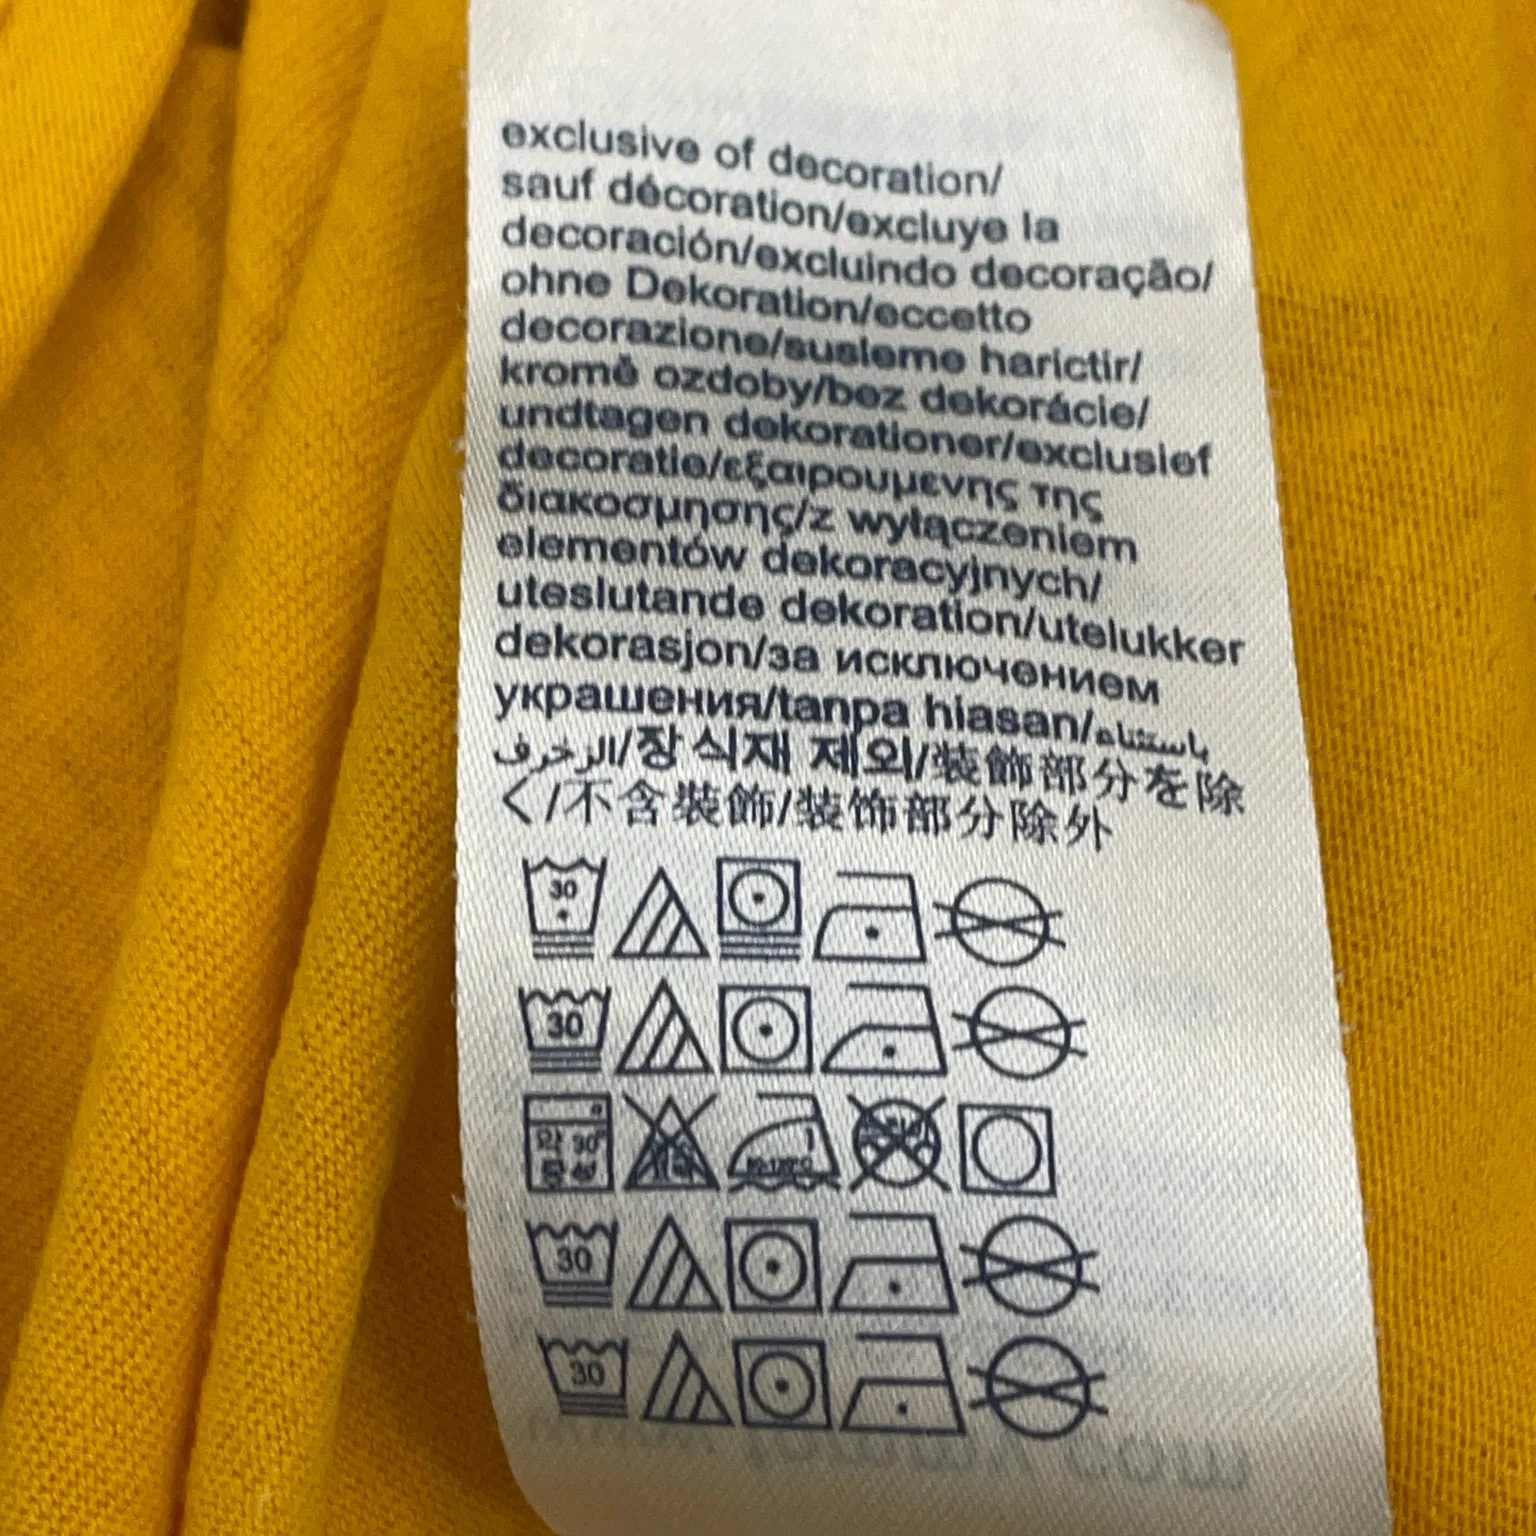 exclusive of decoration/
sauf décoration/excluye la
decoración/excluindo decoração/
ohne Dekoration/eccetto
decorazione/susleme harictir/
kromě ozdoby/bez dekorácie/
undtagen dekorationer/exclusief
decoratie/εξαιρουμενης της
διακοσμησης/z wyłączeniem
elementów dekoracyjnych/
uteslutande dekoration/utelukker
dekorasjon/за исключением
украшения/tanpa hiasan/باستثناء
الزخرف/장식재 제외/装飾部分を除
く/不含裝飾/装饰部分除外
30
30
30
30